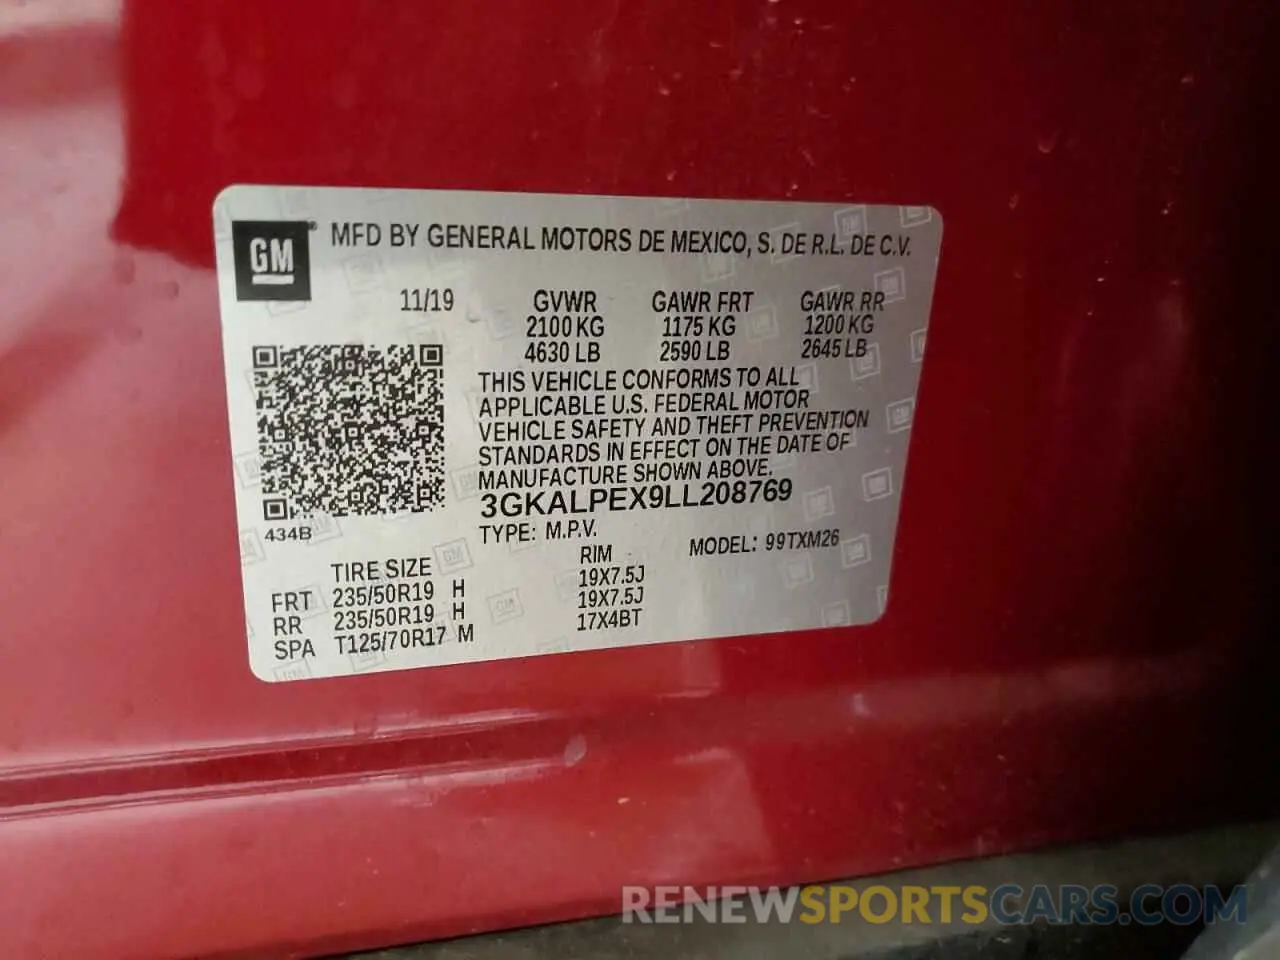 GM® MFD BY GENERAL MOTORS DE MEXICO, S. DE R.L. DE C.V.
11/19 GVWR GAWR FRT GAWR RR
2100 KG 1175 KG 1200 KG
4630 LB 2590 LB 2645 LB
THIS VEHICLE CONFORMS TO ALL
APPLICABLE U.S. FEDERAL MOTOR
VEHICLE SAFETY AND THEFT PREVENTION
STANDARDS IN EFFECT ON THE DATE OF
MANUFACTURE SHOWN ABOVE.
3GKALPEX9LL208769
434B
TYPE: M.P.V. MODEL: 99TXM26
TIRE SIZE RIM
FRT 235/50R19 H 19X7.5J
RR 235/50R19 H 19X7.5J
SPA T125/70R17 M 17X4BT
RENEWSPORTSCARS.COM